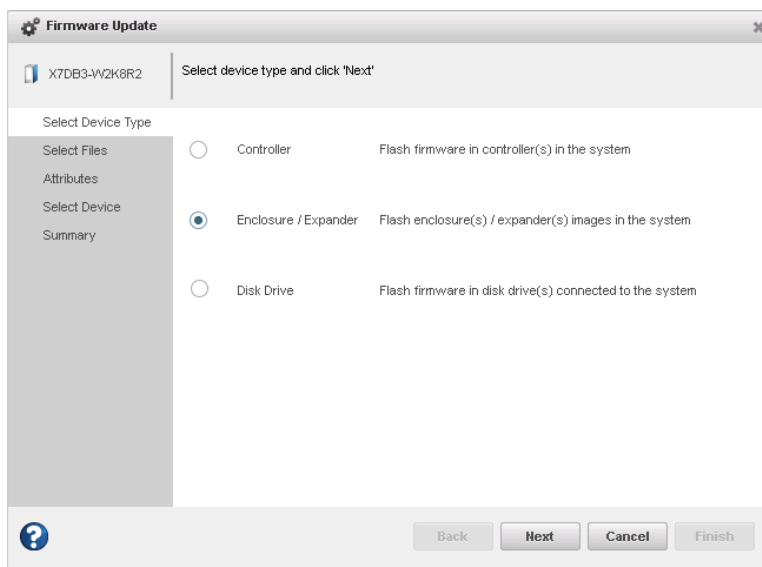 Firmware Update
X7DB3-W2K8R2
Select device type and click 'Next'
Select Device Type
Select Files
Attributes
Select Device
Summary
Controller Flash firmware in controller(s) in the system
Enclosure / Expander Flash enclosure(s) / expander(s) images in the system
Disk Drive Flash firmware in disk drive(s) connected to the system
? Back Next Cancel Finish